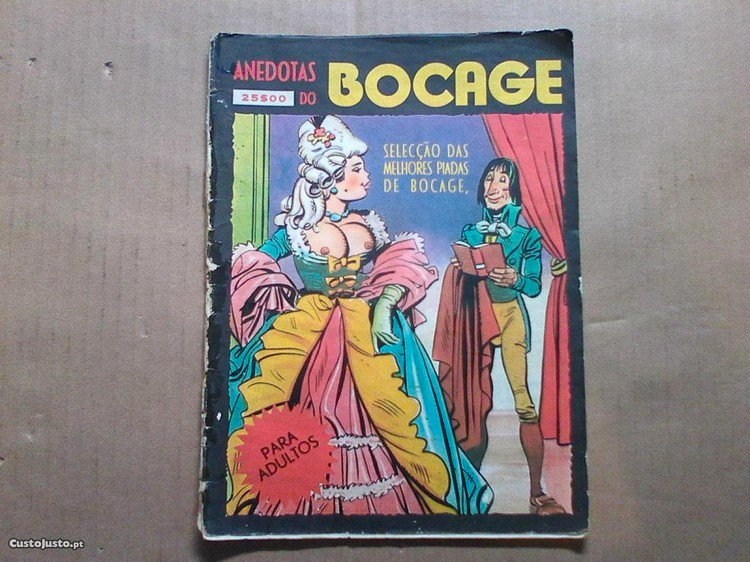 ANEDOTAS
25$00 DO BOCAGE
SELECÇÃO DAS
MELHORES PIADAS
DE BOCAGE,
PARA
ADULTOS
CustoJusto.pt